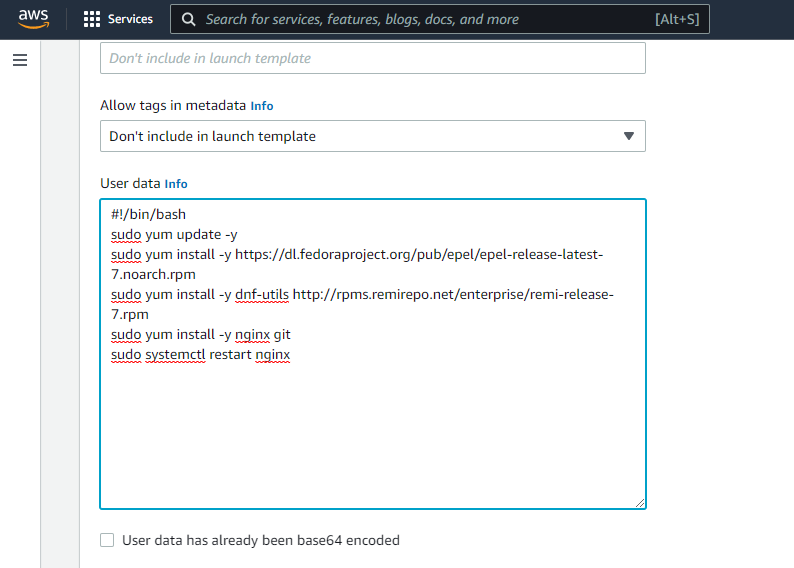 aws
Services
Search for services, features, blogs, docs, and more
[Alt+S]
Don't include in launch template
Allow tags in metadata Info
Don't include in launch template
User data Info
#!/bin/bash
sudo yum update -y
sudo yum install -y https://dl.fedoraproject.org/pub/epel/epel-release-latest-
7.noarch.rpm
sudo yum install -y dnf-utils http://rpms.remirepo.net/enterprise/remi-release-
7.rpm
sudo yum install -y nginx git
sudo systemctl restart nginx
User data has already been base64 encoded